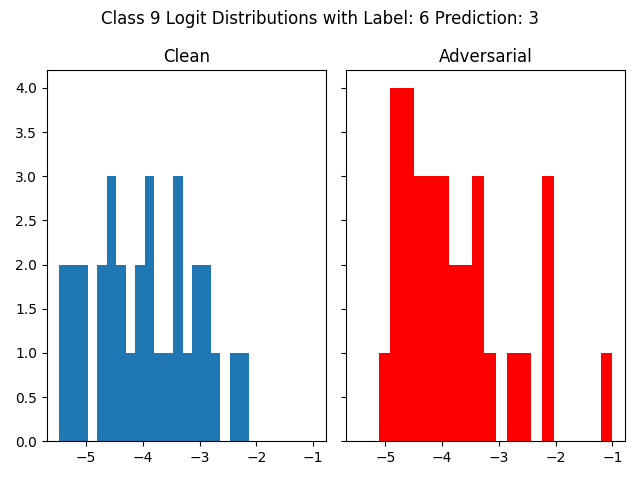 Class 9 Logit Distributions with Label: 6 Prediction: 3
Clean
Adversarial
4.0
3.5
3.0
2.5
2.0
1.5
1.0
0.5
0.0
−5 −4 −3 −2 −1
−5 −4 −3 −2 −1